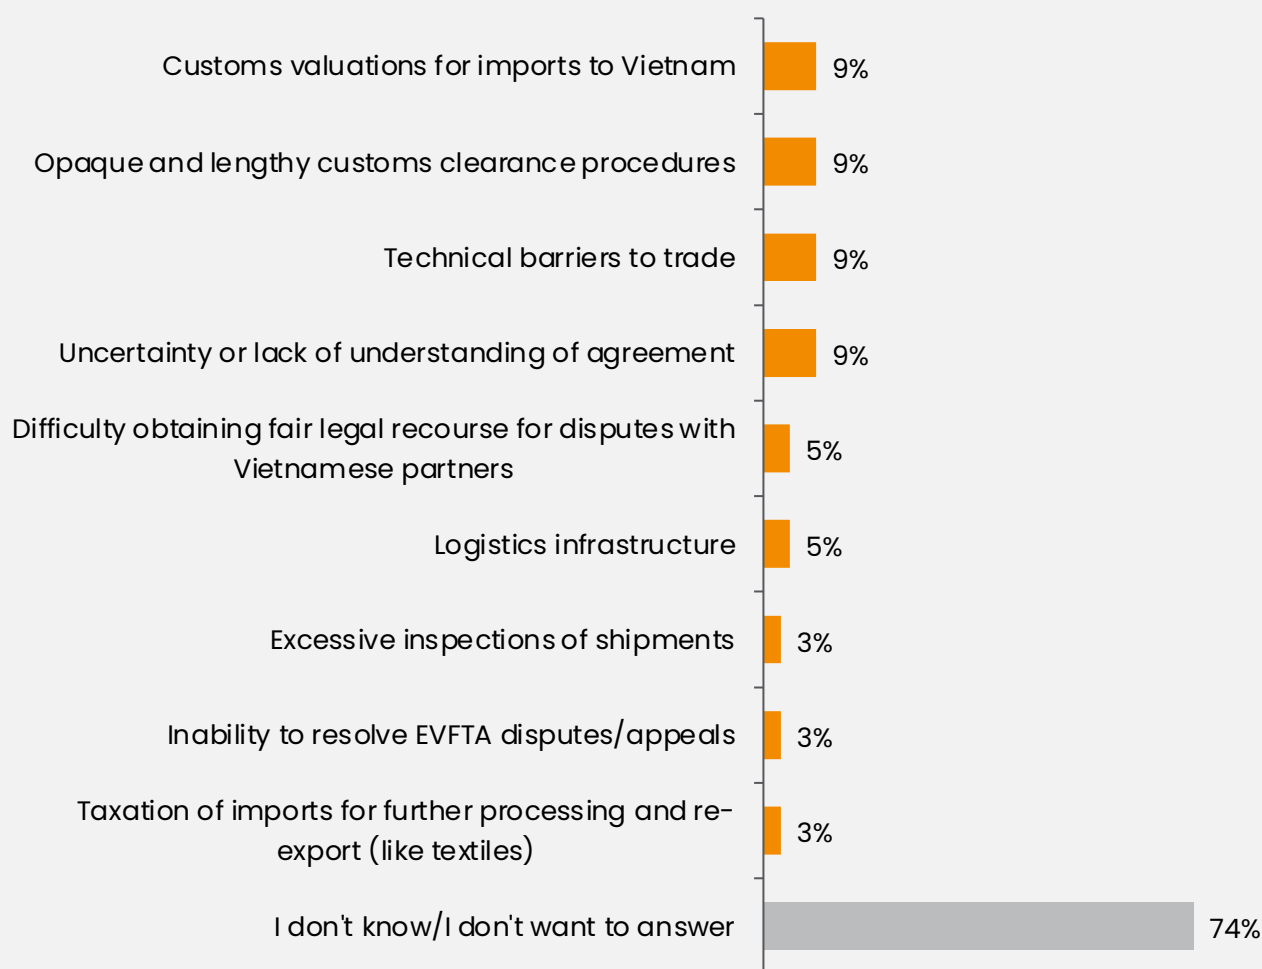 Customs valuations for imports to Vietnam 9%
Opaque and lengthy customs clearance procedures 9%
Technical barriers to trade 9%
Uncertainty or lack of understanding of agreement 9%
Difficulty obtaining fair legal recourse for disputes with
Vietnamese partners 5%
Logistics infrastructure 5%
Excessive inspections of shipments 3%
Inability to resolve EVFTA disputes/appeals 3%
Taxation of imports for further processing and re-
export (like textiles) 3%
I don't know/I don't want to answer 74%